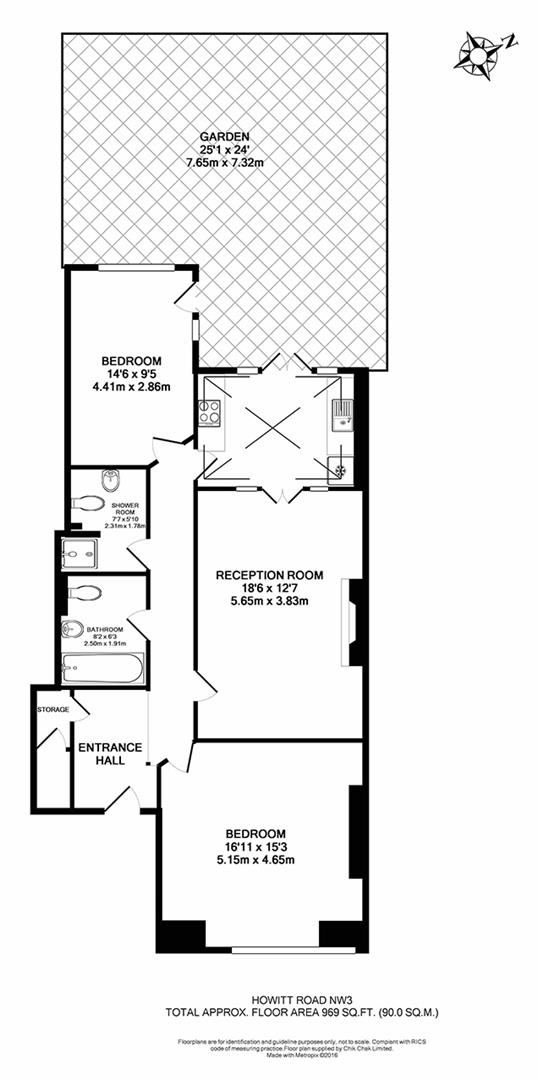 N
GARDEN
25'1 x 24'
7.65m x 7.32m
BEDROOM
14'6 x 9'5
4.41m x 2.86m
SHOWER
ROOM
7'7 x 5'10
2.31m x 1.78m
RECEPTION ROOM
18'6 x 12'7
5.65m x 3.83m
BATHROOM
8'2 x 6'3
2.50m x 1.91m
STORAGE
ENTRANCE
HALL
BEDROOM
16'11 x 15'3
5.15m x 4.65m
HOWITT ROAD NW3
TOTAL APPROX. FLOOR AREA 969 SQ.FT. (90.0 SQ.M.)
Floorplans are for identification and guideline purposes only, not to scale. Compliant with RICS
code of measuring practice.Floor plan supplied by Chik Chak Limited.
Made with Metropix ©2016